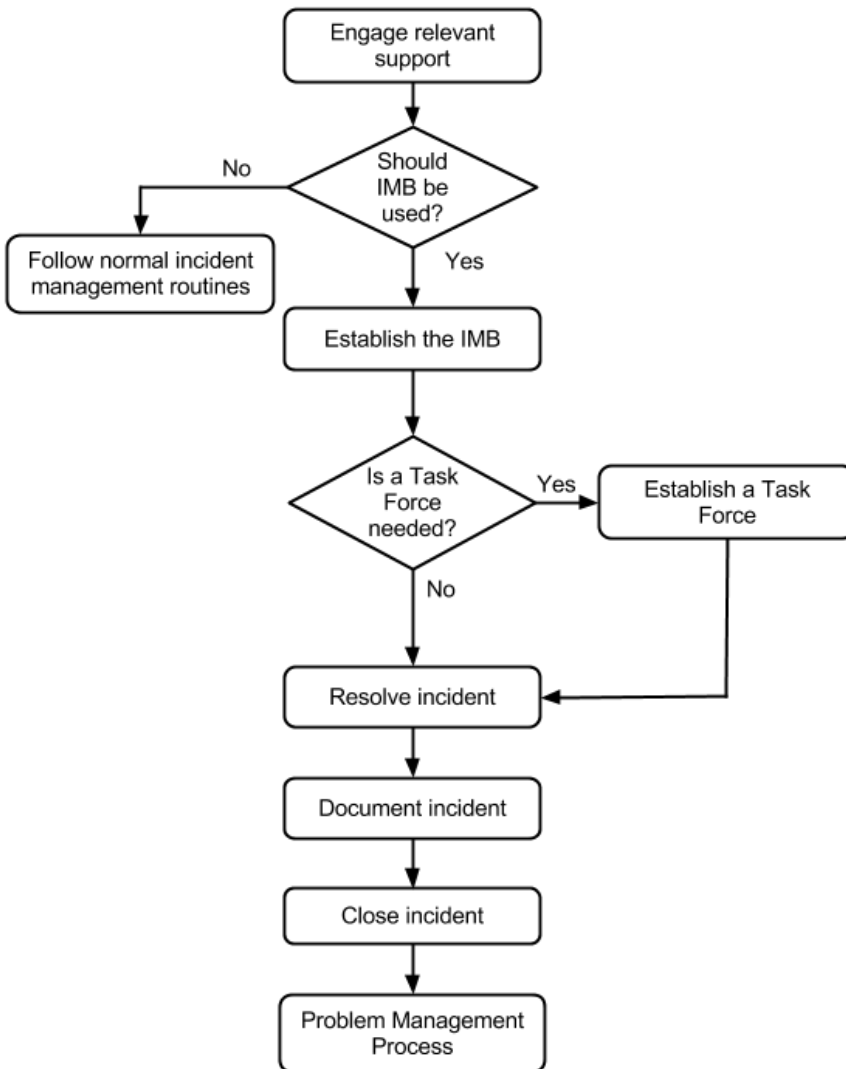 Engage relevant
support
Should
IMB be
used?
No
Yes
Follow normal incident
management routines
Establish the IMB
Is a Task
Force
needed?
Yes
Establish a Task
Force
No
Resolve incident
Document incident
Close incident
Problem Management
Process